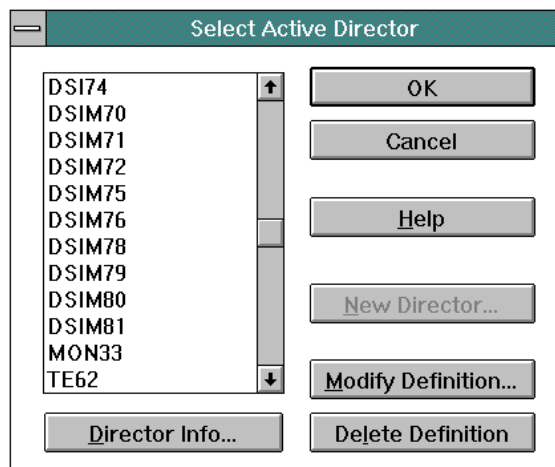 Select Active Director
DSI74
DSIM70
DSIM71
DSIM72
DSIM75
DSIM76
DSIM78
DSIM79
DSIM80
DSIM81
MON33
TE62
OK
Cancel
Help
New Director...
Modify Definition...
Director Info...
Delete Definition